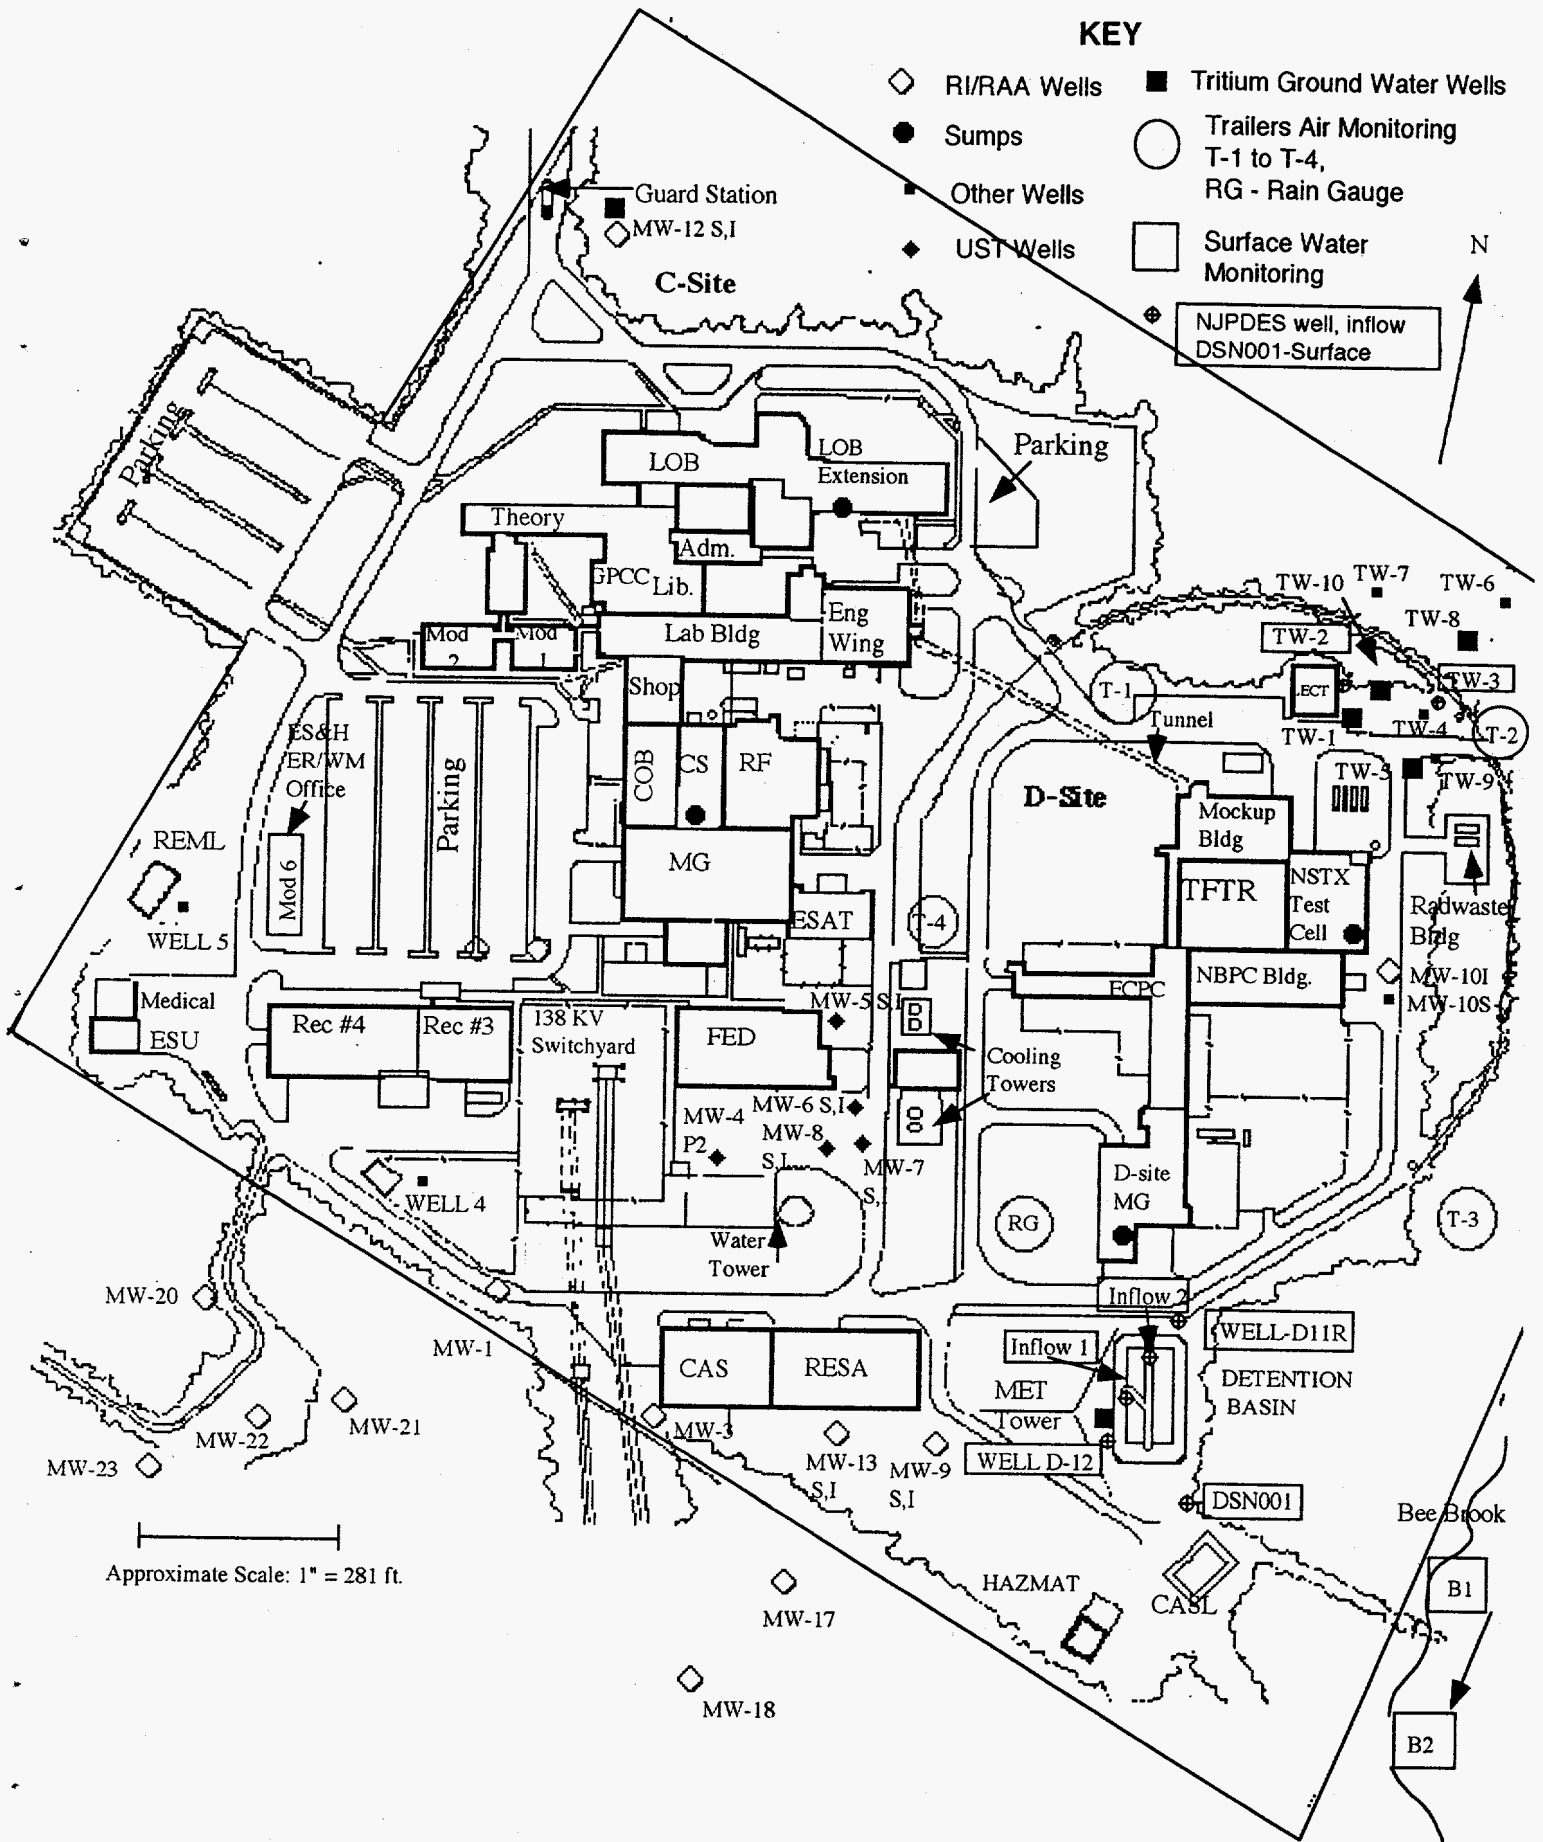 KEY
RI/RAA Wells
Tritium Ground Water Wells
Sumps
Trailers Air Monitoring
T-1 to T-4,
RG - Rain Gauge
Other Wells
UST Wells
Surface Water
Monitoring
NJPDES well, inflow
DSN001-Surface
N
Guard Station
MW-12 S,I
C-Site
Parking
LOB
LOB
Extension
Parking
Theory
Adm.
GPCC
Lib.
Lab Bldg
Eng
Wing
Mod
2
Mod
1
Shop
TW-10
TW-7
TW-6
TW-8
TW-2
TW-3
LECT
T-1
Tunnel
TW-1
TW-4
T-2
ES&H
ER/WM
Office
Parking
COB
CS
RF
D-Site
TW-5
TW-9
Mockup
Bldg
REML
Mod 6
MG
TFTR
NSTX
Test
Cell
Radwaste
Bldg
WELL 5
ESAT
T-4
NBPC Bldg.
MW-10I
MW-10S
FCPC
Medical
ESU
Rec #4
Rec #3
138 KV
Switchyard
MW-5 S,I
FED
Cooling
Towers
MW-4
P2
MW-6 S,I
MW-8
S,I
MW-7
S,
WELL 4
D-site
MG
RG
T-3
Water
Tower
MW-20
MW-1
Inflow 2
Inflow 1
WELL-D11R
CAS
RESA
MET
Tower
DETENTION
BASIN
MW-21
MW-22
MW-23
MW-3
MW-13
S,I
MW-9
S,I
WELL D-12
DSN001
Bee Brook
Approximate Scale: 1" = 281 ft.
HAZMAT
CASL
B1
MW-17
MW-18
B2